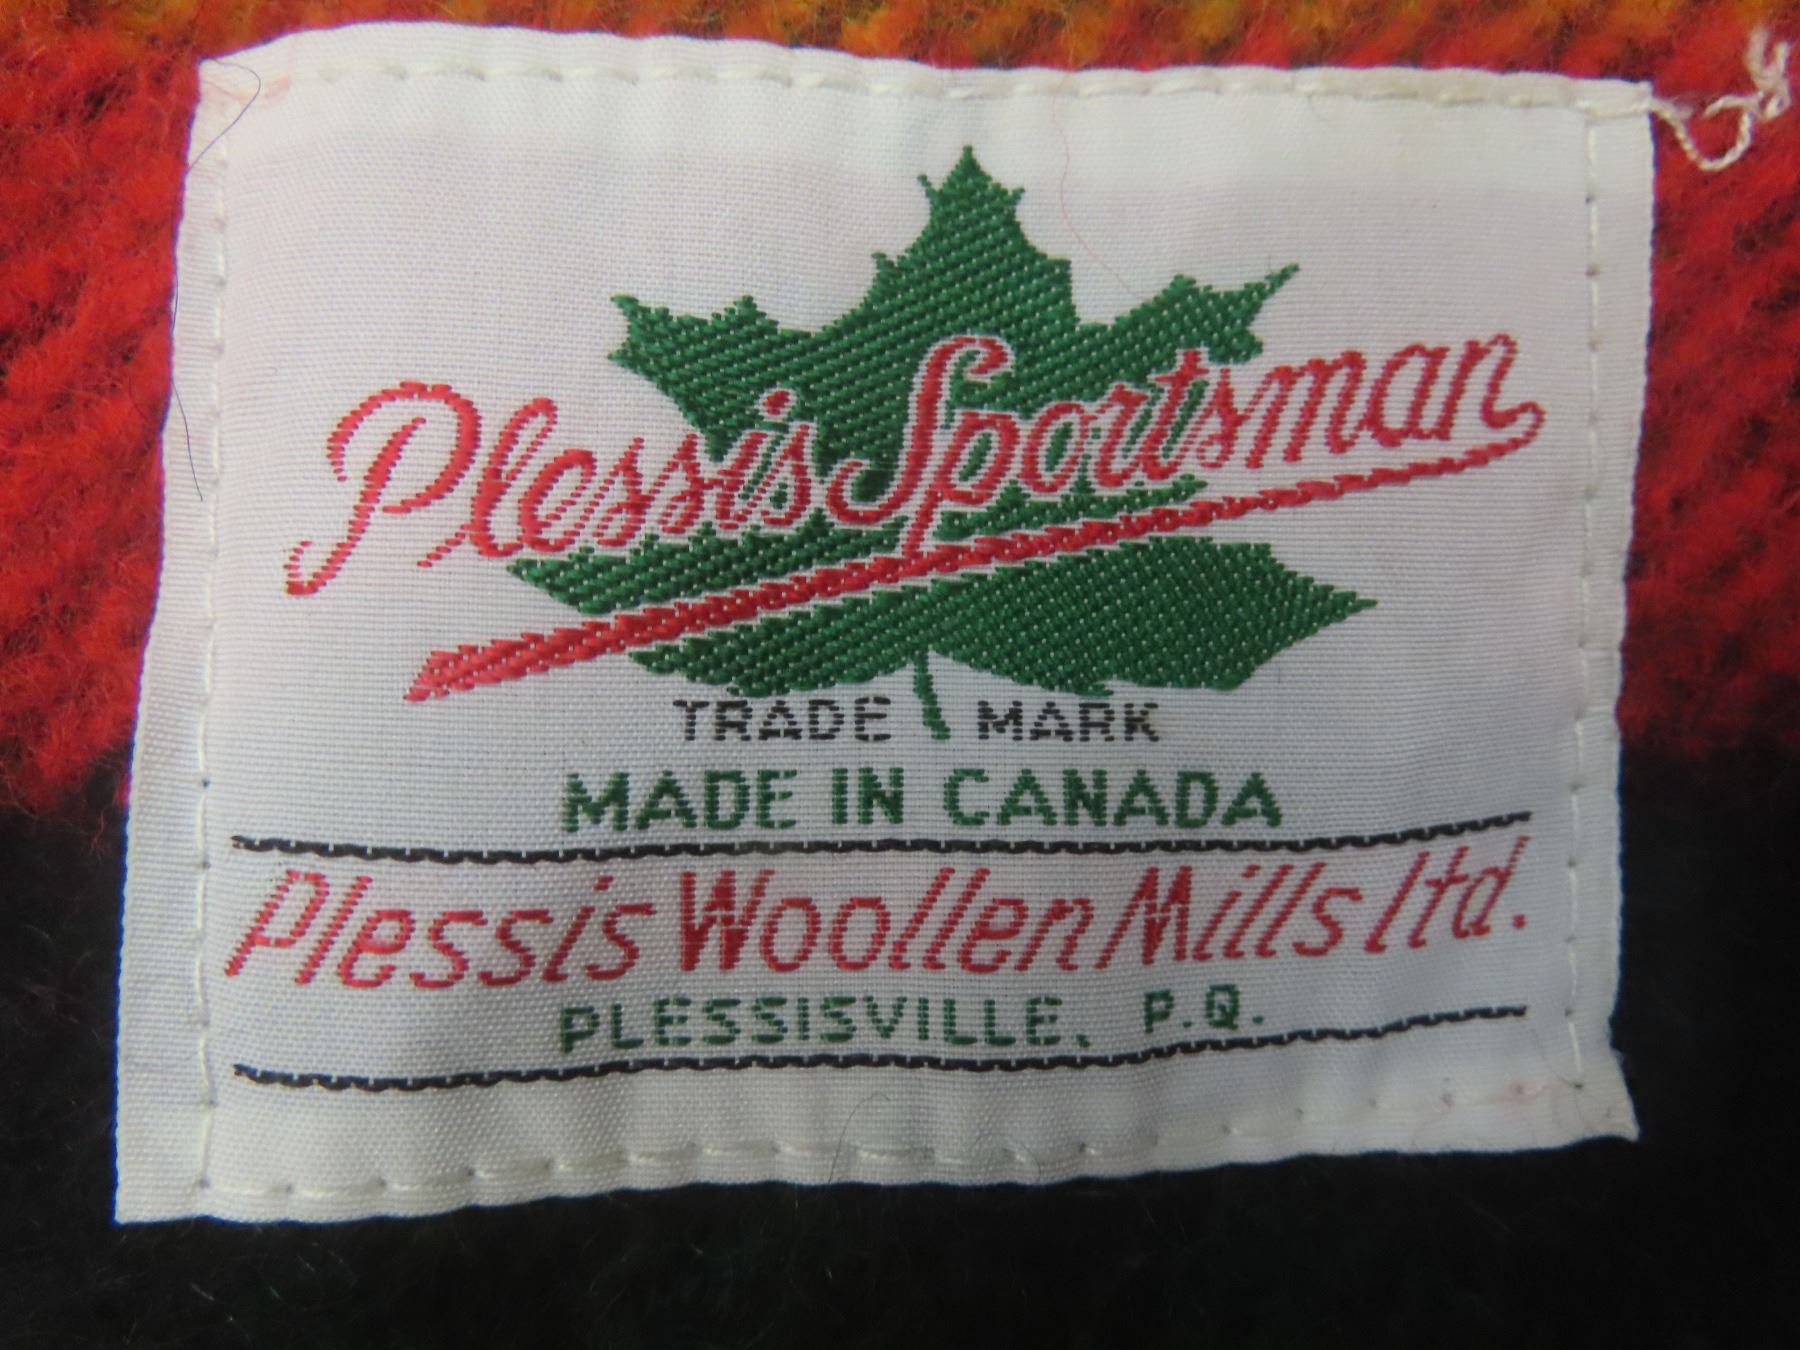 Plessis Sportsman
TRADE MARK
MADE IN CANADA
Plessis Woollen Mills ltd.
PLESSISVILLE, P.Q.